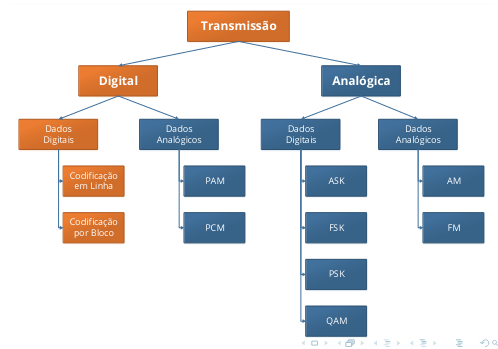 Transmissão
Digital
Analógica
Dados
Digitais
Dados
Analógicos
Dados
Digitais
Dados
Analógicos
Codificação
em Linha
PAM
ASK
AM
Codificação
por Bloco
PCM
FSK
FM
PSK
QAM